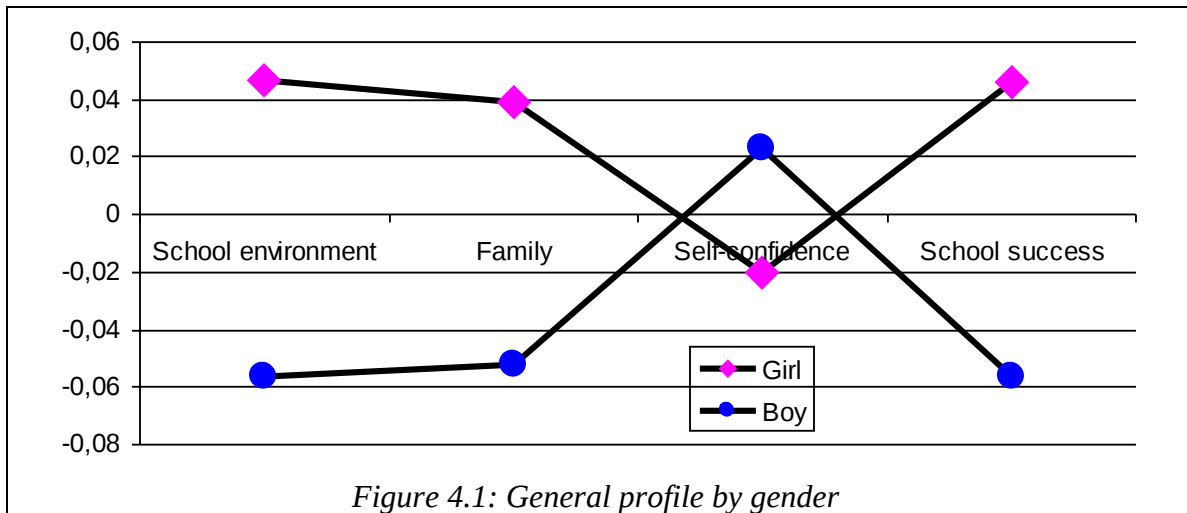 0,06
0,04
0,02
0
School environment Family Self-confidence School success
-0,02
-0,04
Girl
-0,06
Boy
-0,08
Figure 4.1: General profile by gender